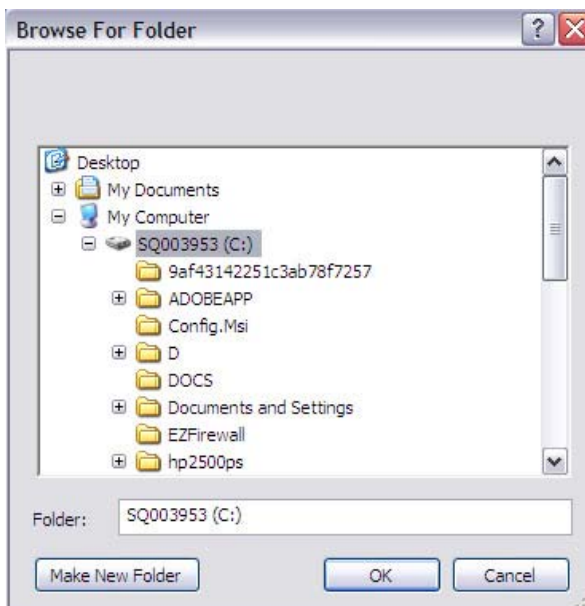 Browse For Folder
Desktop
My Documents
My Computer
SQ003953 (C:)
9af43142251c3ab78f7257
ADOBEAPP
Config.Msi
D
DOCS
Documents and Settings
EZFirewall
hp2500ps
Folder: SQ003953 (C:)
Make New Folder OK Cancel